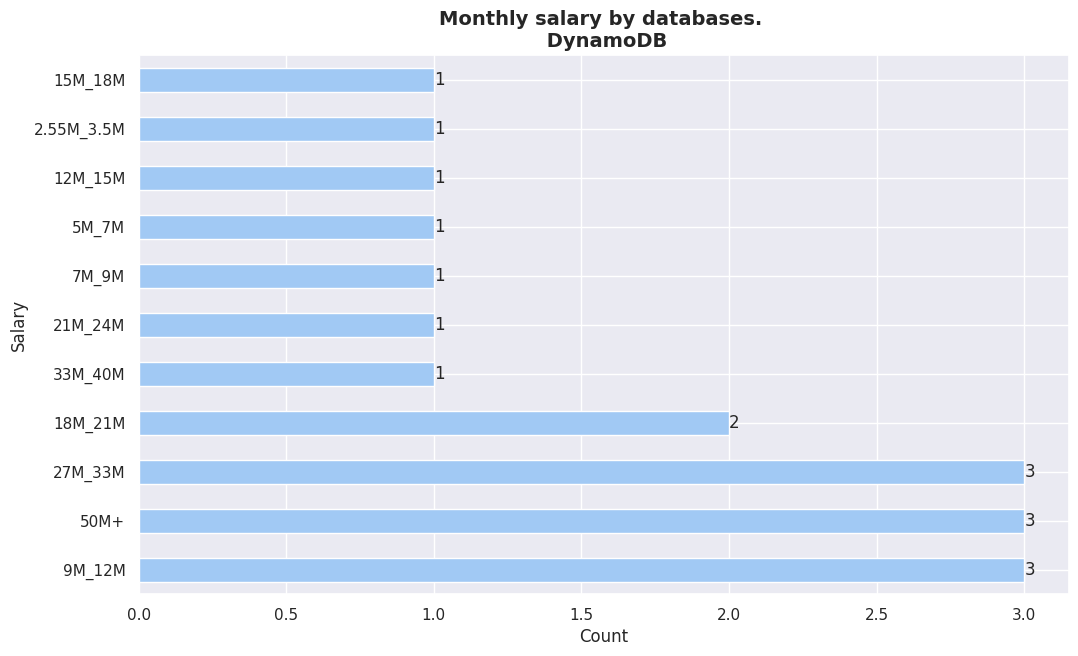 Monthly salary by databases.
DynamoDB
15M_18M
1
2.55M_3.5M
1
12M_15M
1
5M_7M
1
7M_9M
1
21M_24M
1
33M_40M
1
18M_21M
2
27M_33M
3
50M+
3
9M_12M
3
Salary
0.0 0.5 1.0 1.5 2.0 2.5 3.0
Count